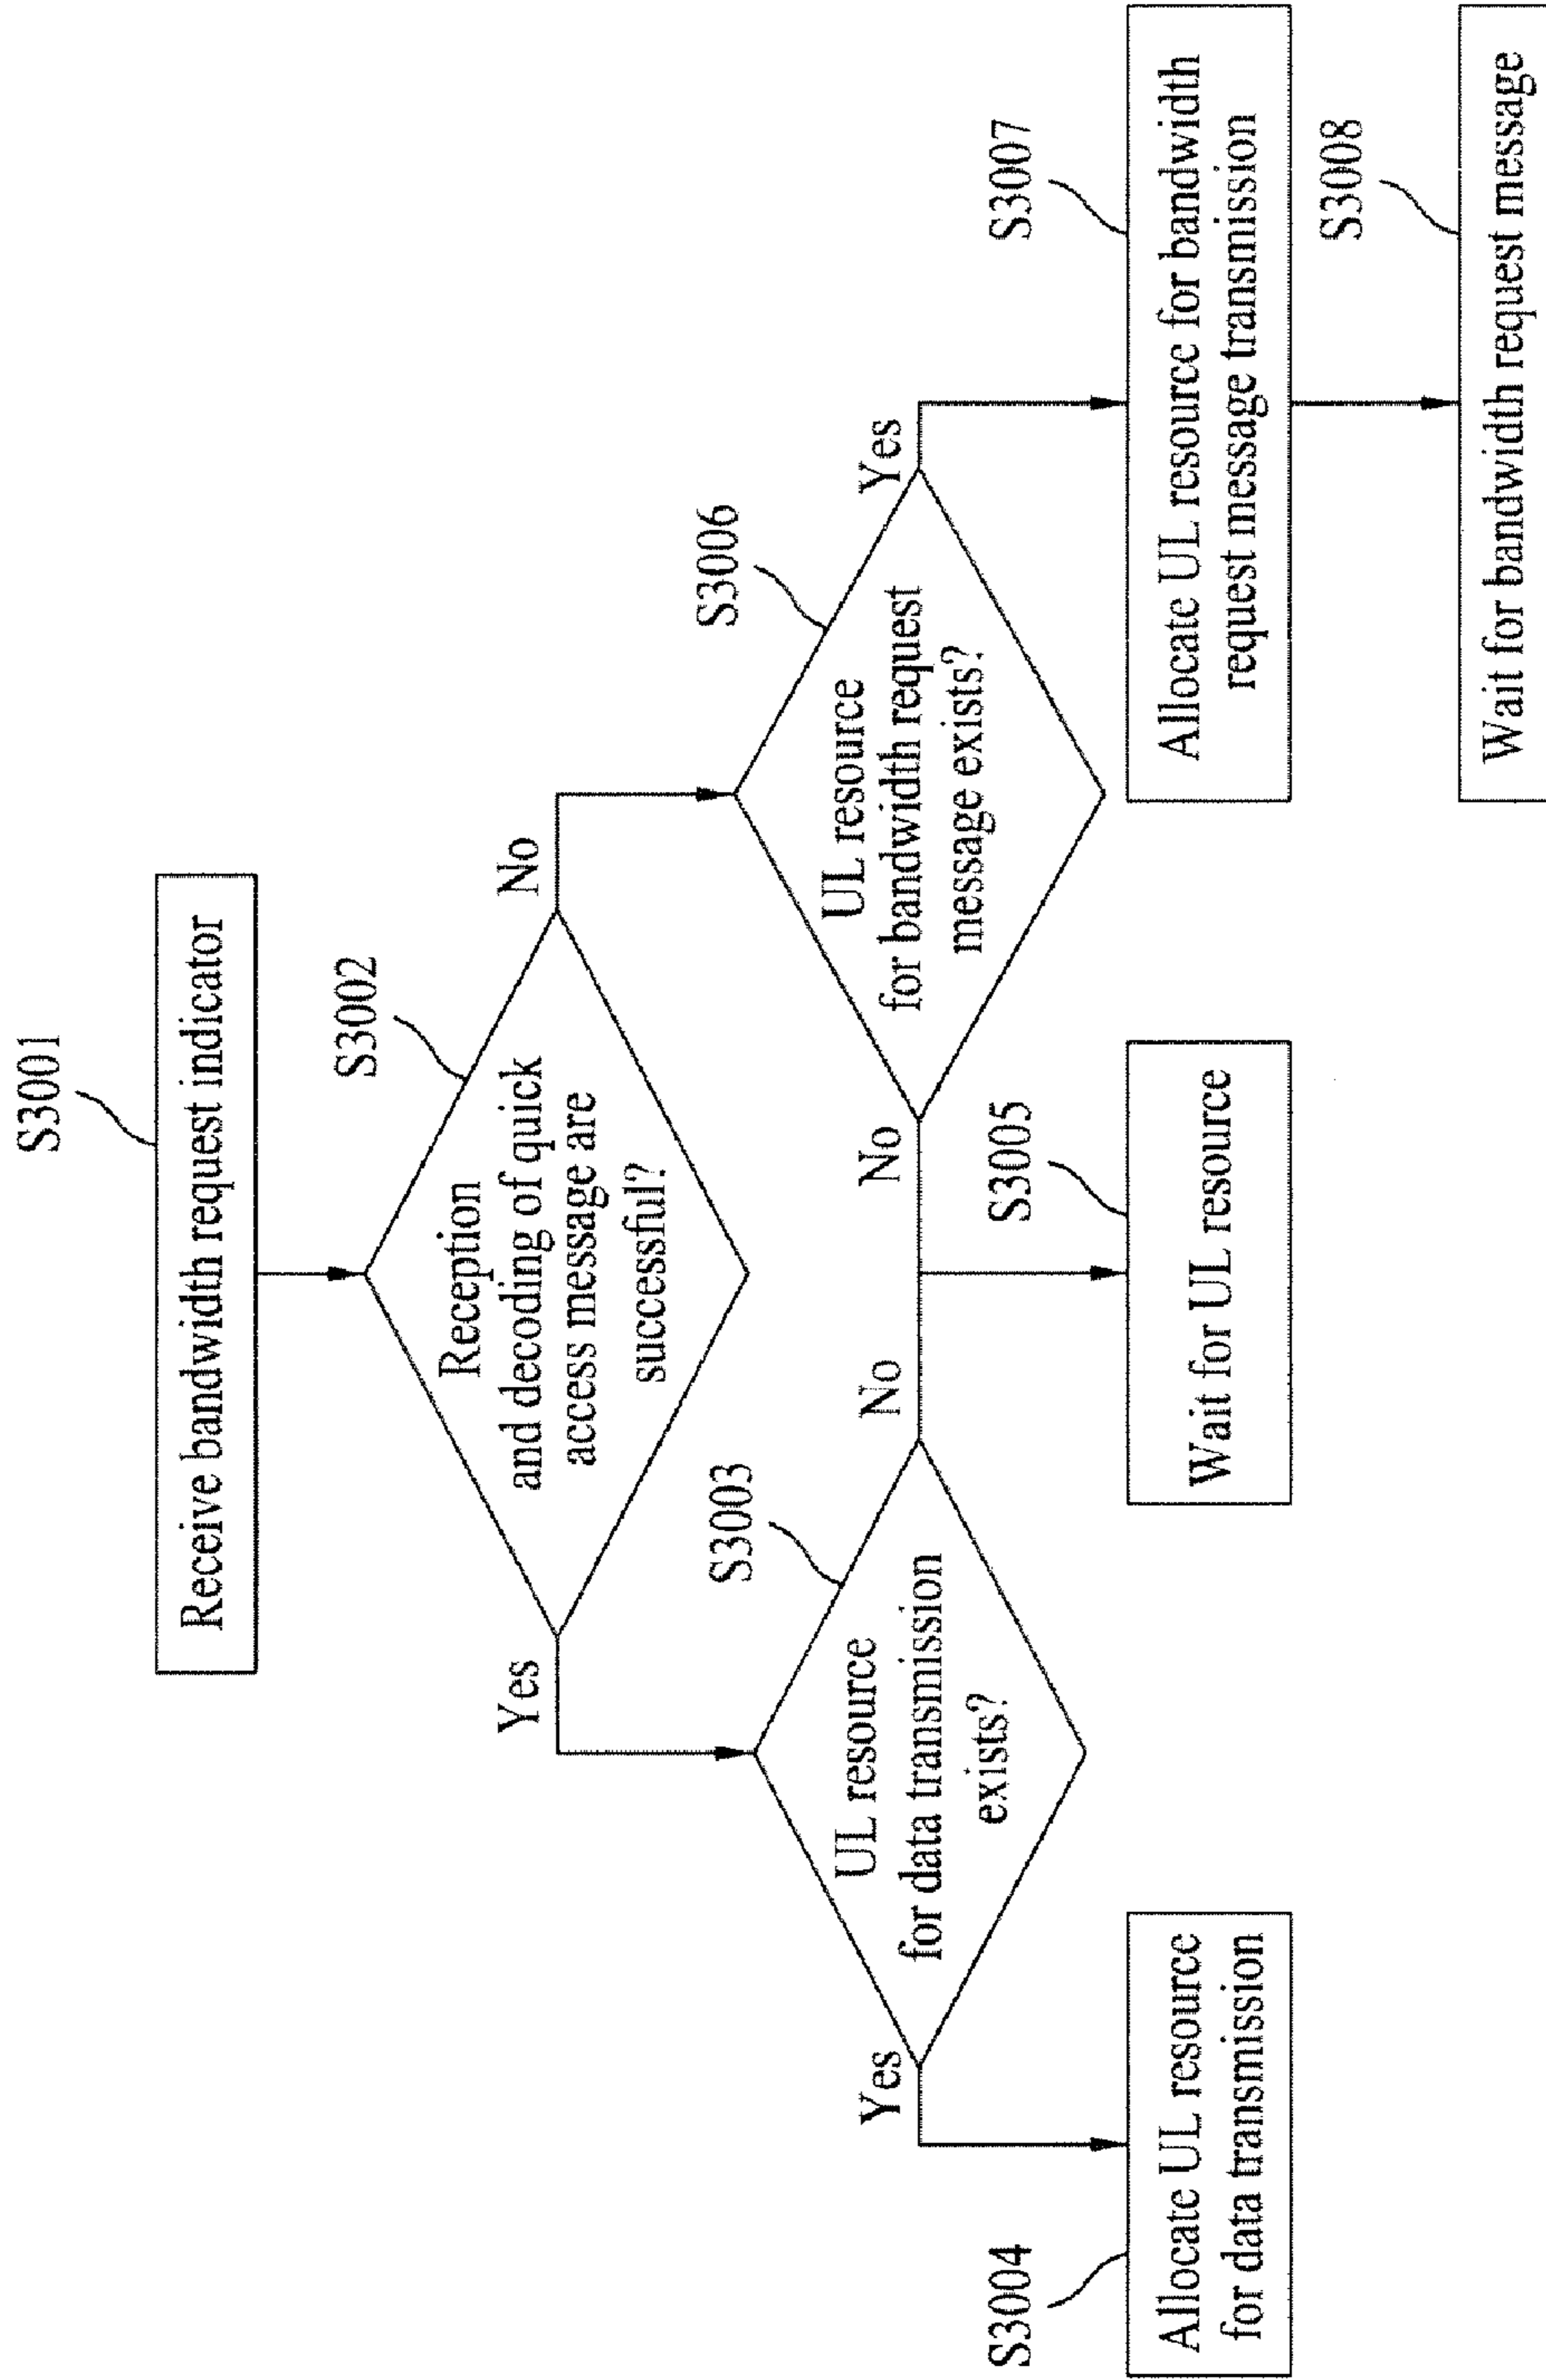 S3001
Receive bandwidth request indicator
S3002
Reception
and decoding of quick
access message are
successful?
Yes
No
S3003
UL resource
for data transmission
exists?
S3006
UL resource
for bandwidth request
message exists?
Yes
No
No
Yes
S3004
Allocate UL resource
for data transmission
S3005
Wait for UL resource
S3007
Allocate UL resource for bandwidth
request message transmission
S3008
Wait for bandwidth request message